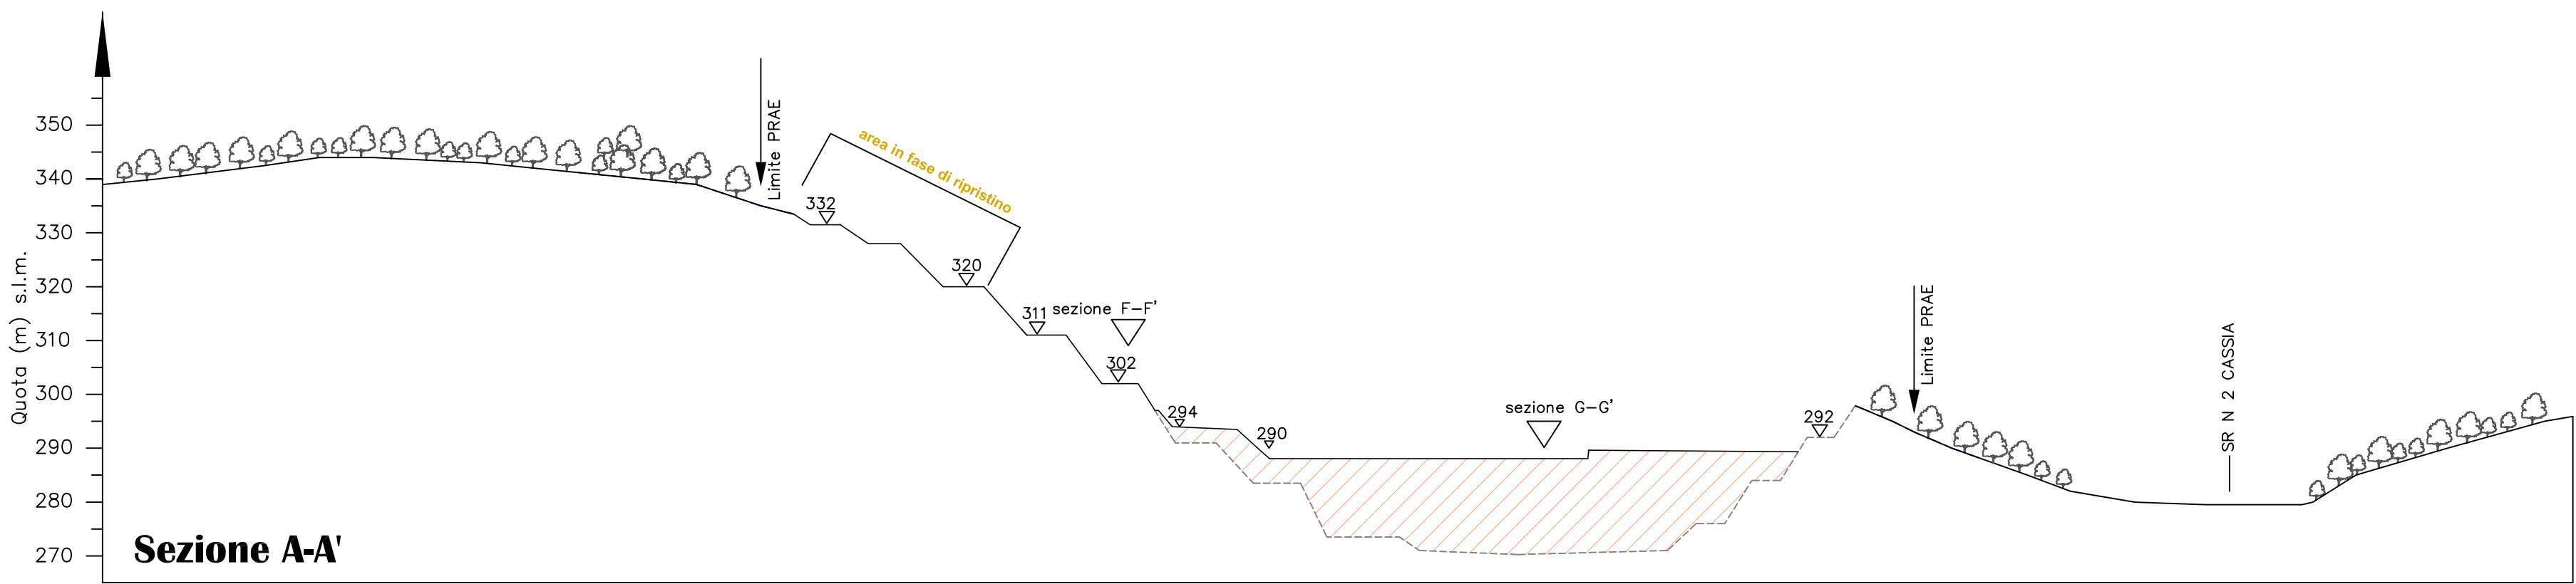 Quota (m) s.l.m.
350
340
330
320
310
300
290
280
270
Limite PRAE
area in fase di ripristino
332
320
311
sezione F–F'
302
294
290
sezione G–G'
292
Limite PRAE
SR N 2 CASSIA
Sezione A-A'